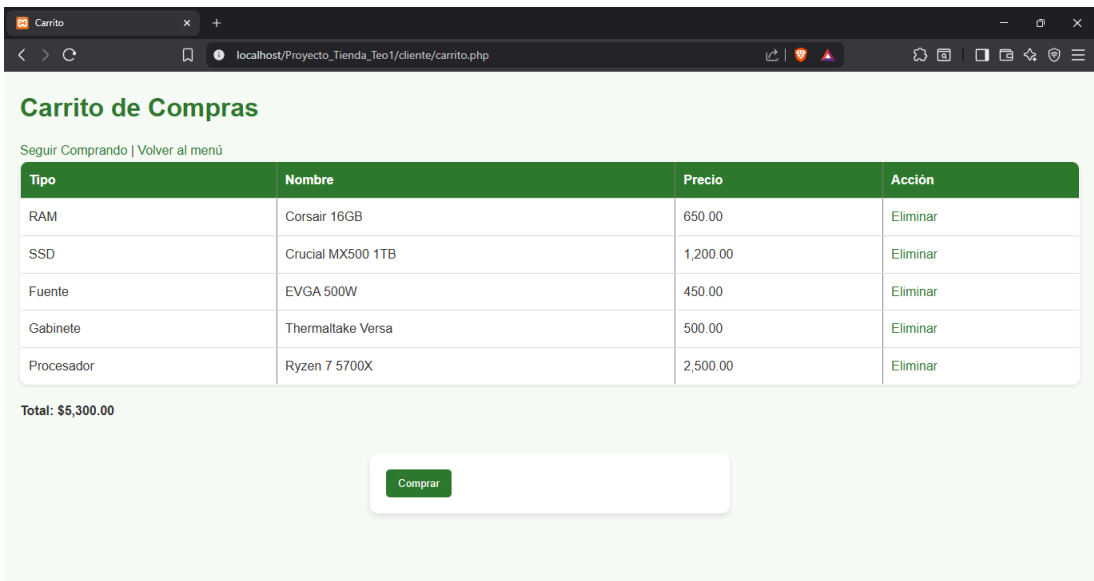 Carrito
localhost/Proyecto_Tienda_Teo1/cliente/carrito.php
Carrito de Compras
Seguir Comprando | Volver al menú
Tipo Nombre Precio Acción
RAM Corsair 16GB 650.00 Eliminar
SSD Crucial MX500 1TB 1,200.00 Eliminar
Fuente EVGA 500W 450.00 Eliminar
Gabinete Thermaltake Versa 500.00 Eliminar
Procesador Ryzen 7 5700X 2,500.00 Eliminar
Total: $5,300.00
Comprar